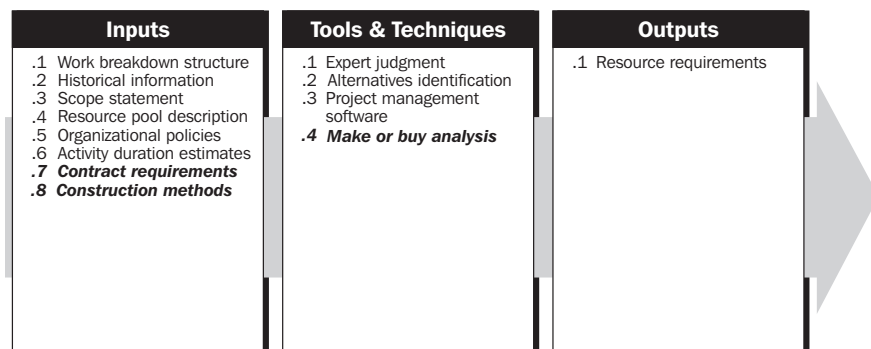 Inputs
.1 Work breakdown structure
.2 Historical information
.3 Scope statement
.4 Resource pool description
.5 Organizational policies
.6 Activity duration estimates
.7 Contract requirements
.8 Construction methods
Tools & Techniques
.1 Expert judgment
.2 Alternatives identification
.3 Project management
software
.4 Make or buy analysis
Outputs
.1 Resource requirements